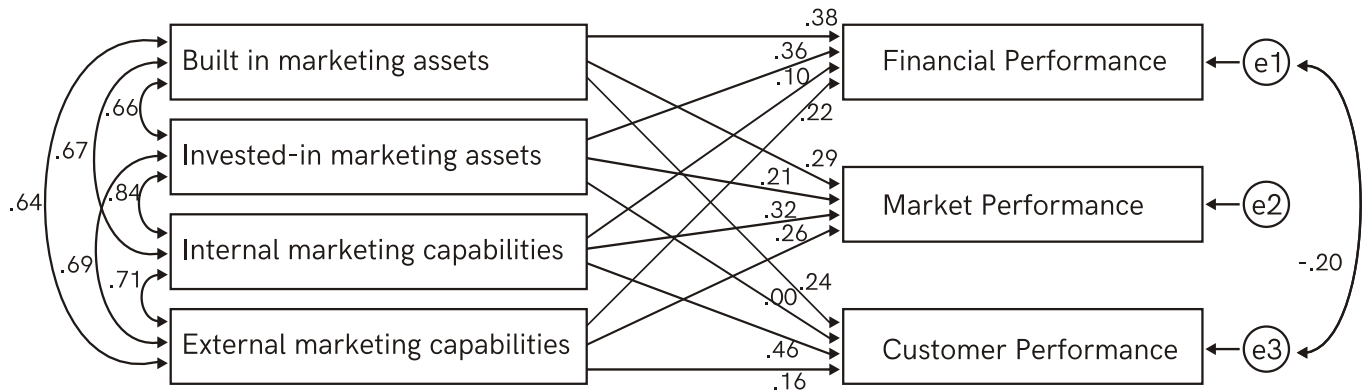 .38
Built in marketing assets
.36
Financial Performance
e1
.10
.66
.22
.67
Invested-in marketing assets
.29
.84
.21
.64
Market Performance
e2
.32
Internal marketing capabilities
.26
.69
.71
-.20
.24
.00
External marketing capabilities
Customer Performance
e3
.46
.16